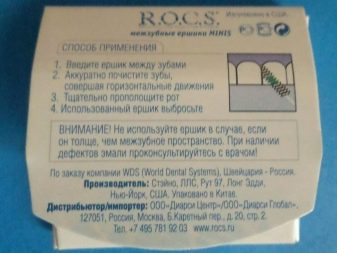 R.O.C.S.
Изготовлено в США.
межзубные ершики MINIS
СПОСОБ ПРИМЕНЕНИЯ
1. Введите ершик между зубами
2. Аккуратно почистите зубы,
совершая горизонтальные движения
3. Тщательно прополощите рот
4. Использованный ершик выбросьте
ВНИМАНИЕ! Не используйте ершик в случае, если
он толще, чем межзубное пространство. При наличии
дефектов эмали проконсультируйтесь с врачом!
По заказу компании WDS (World Dental Systems), Швейцария - Россия.
Производитель: Стэйно, ЛЛС, Рут 97, Лонг Эдди,
Нью-Йорк, США. Упаковано в Китае.
Дистрибьютор/импортер: ООО«Диарси Центр»/ООО«Диарси Глобал»,
127051, Россия, Москва, Б.Каретный пер., д. 20, стр. 2.
Тел. +7 495 781 92 03 www.rocs.ru